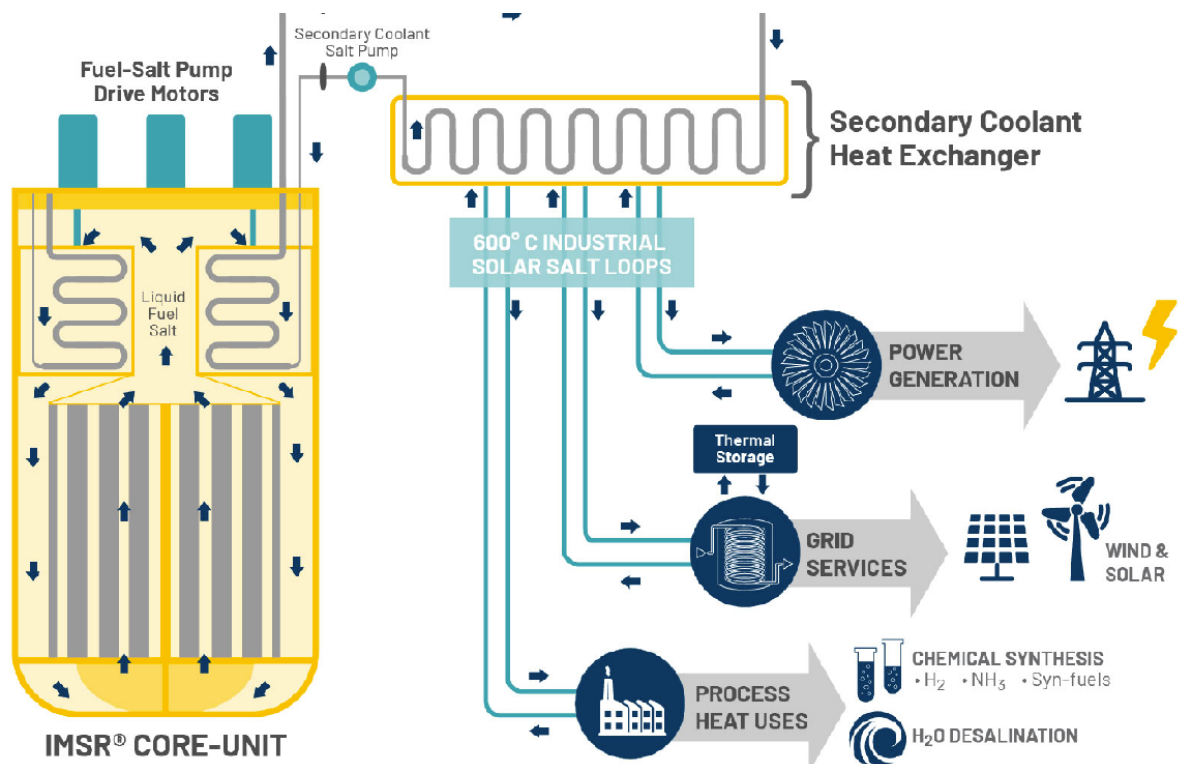 Secondary Coolant
Salt Pump
Fuel-Salt Pump
Drive Motors
Secondary Coolant
Heat Exchanger
600° C INDUSTRIAL
SOLAR SALT LOOPS
Liquid
Fuel
Salt
POWER
GENERATION
Thermal
Storage
GRID
SERVICES
WIND &
SOLAR
PROCESS
HEAT USES
CHEMICAL SYNTHESIS
• H₂ • NH₃ • Syn-fuels
H₂O DESALINATION
IMSR® CORE-UNIT